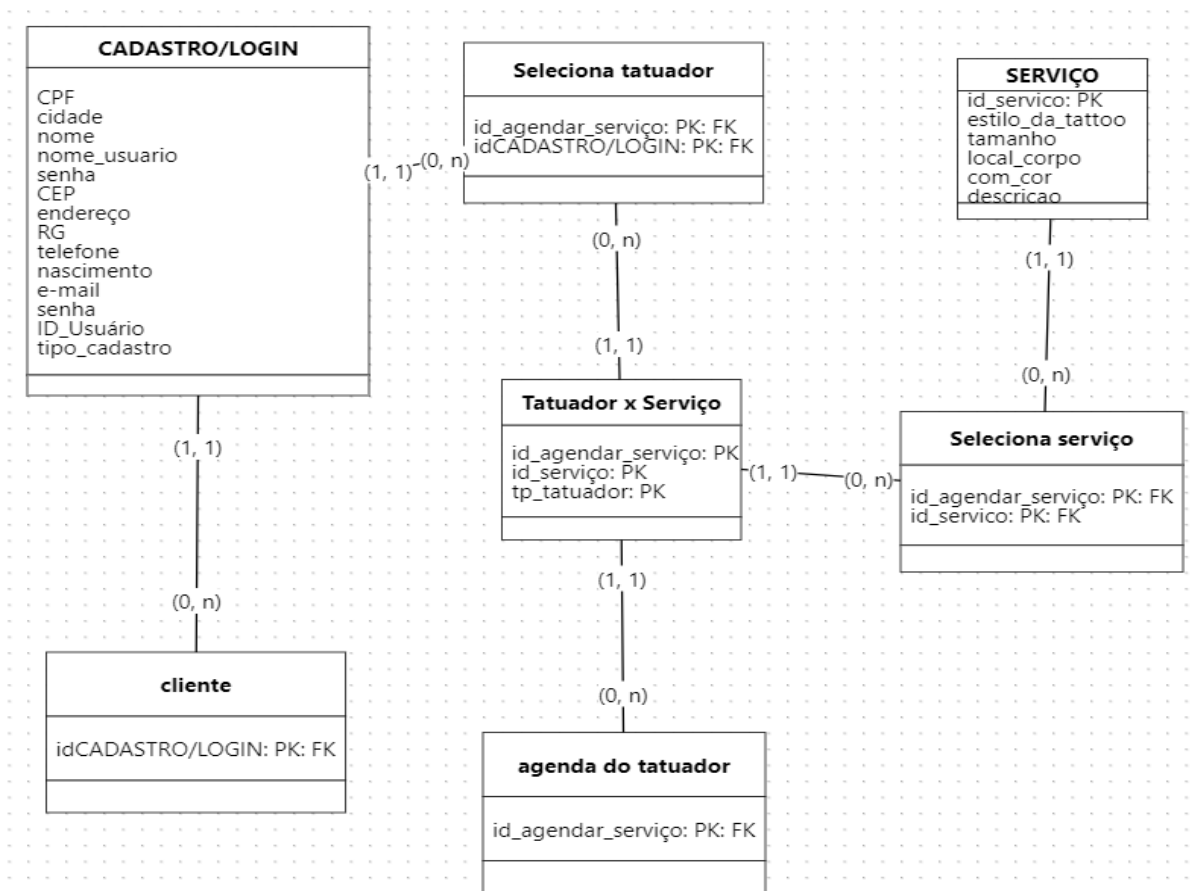 CADASTRO/LOGIN
CPF
cidade
nome
nome_usuario
senha
CEP
endereço
RG
telefone
nascimento
e-mail
senha
ID_Usuário
tipo_cadastro
(1, 1)
(0, n)
Seleciona tatuador
id_agendar_serviço: PK: FK
idCADASTRO/LOGIN: PK: FK
SERVIÇO
id_servico: PK
estilo_da_tattoo
tamanho
local_corpo
com_cor
descricao
(0, n)
(1, 1)
(1, 1)
(0, n)
Tatuador x Serviço
id_agendar_serviço: PK
id_serviço: PK
tp_tatuador: PK
(1, 1)
(0, n)
Seleciona serviço
id_agendar_serviço: PK: FK
id_servico: PK: FK
(1, 1)
(0, n)
cliente
idCADASTRO/LOGIN: PK: FK
(1, 1)
(0, n)
agenda do tatuador
id_agendar_serviço: PK: FK